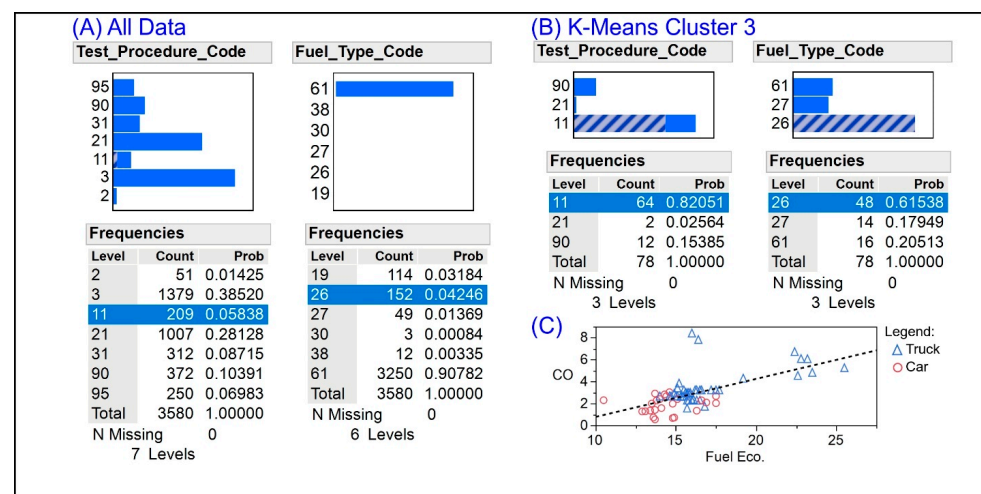 (A) All Data
Test_Procedure_Code
95
90
31
21
11
3
2
Frequencies
Level Count Prob
2 51 0.01425
3 1379 0.38520
11 209 0.05838
21 1007 0.28128
31 312 0.08715
90 372 0.10391
95 250 0.06983
Total 3580 1.00000
N Missing 0
7 Levels
Fuel_Type_Code
61
38
30
27
26
19
Frequencies
Level Count Prob
19 114 0.03184
26 152 0.04246
27 49 0.01369
30 3 0.00084
38 12 0.00335
61 3250 0.90782
Total 3580 1.00000
N Missing 0
6 Levels
(B) K-Means Cluster 3
Test_Procedure_Code
90
21
11
Frequencies
Level Count Prob
11 64 0.82051
21 2 0.02564
90 12 0.15385
Total 78 1.00000
N Missing 0
3 Levels
Fuel_Type_Code
61
27
26
Frequencies
Level Count Prob
26 48 0.61538
27 14 0.17949
61 16 0.20513
Total 78 1.00000
N Missing 0
3 Levels
(C)
8
6
CO 4
2
0
10 15 20 25
Fuel Eco.
Legend:
Truck
Car